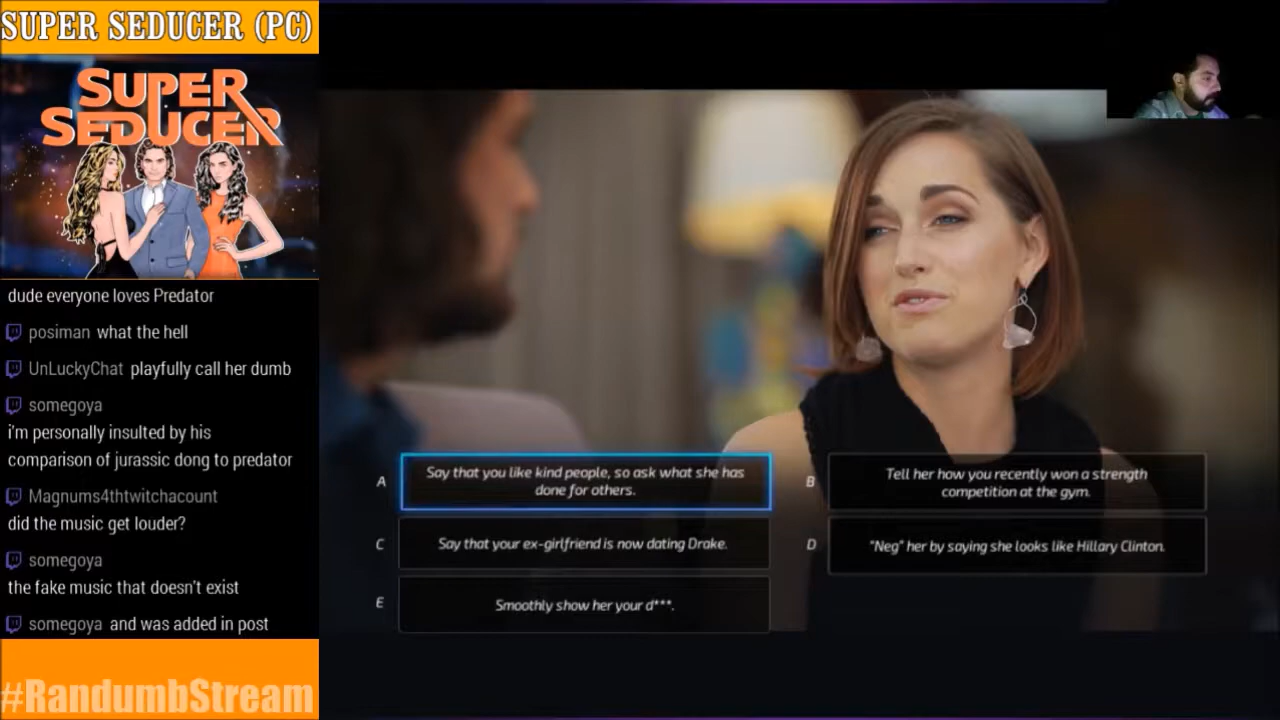 SUPER SEDUCER (PC)
SUPER
SEDUCER
dude everyone loves Predator
posiman what the hell
UnLuckyChat playfully call her dumb
somegoya
i'm personally insulted by his
comparison of jurassic dong to predator
Magnums4thtwitchacount
did the music get louder?
somegoya
the fake music that doesn't exist
somegoya and was added in post
#RandumbStream
A
Say that you like kind people, so ask what she has
done for others.
B
Tell her how you recently won a strength
competition at the gym.
C
Say that your ex-girlfriend is now dating Drake.
D
"Neg" her by saying she looks like Hillary Clinton.
E
Smoothly show her your d***.